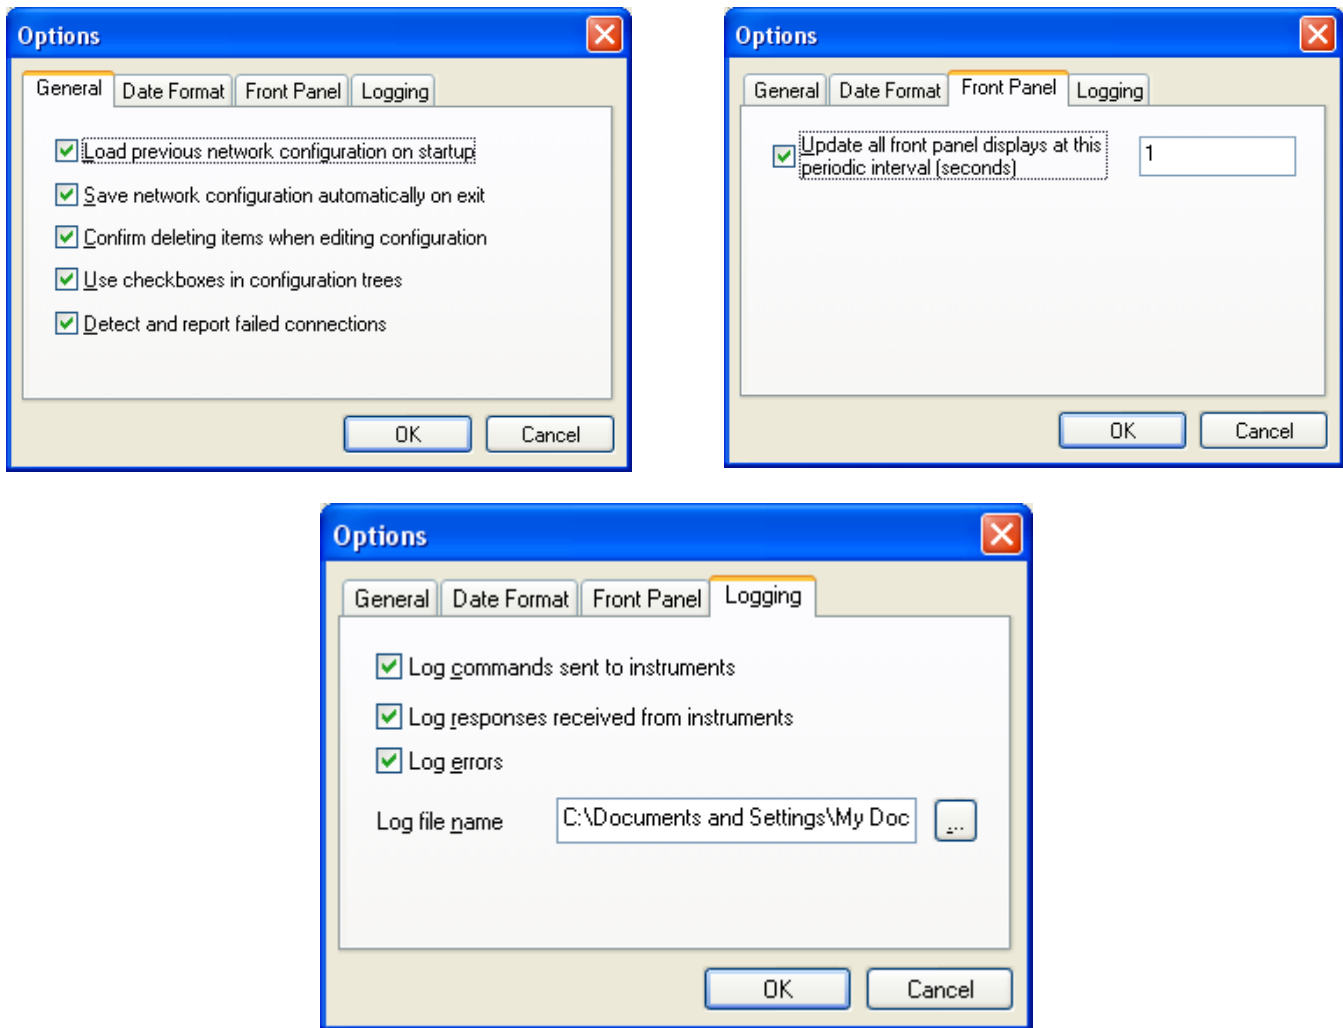 Options
General Date Format Front Panel Logging
Load previous network configuration on startup
Save network configuration automatically on exit
Confirm deleting items when editing configuration
Use checkboxes in configuration trees
Detect and report failed connections
OK Cancel
Options
General Date Format Front Panel Logging
Update all front panel displays at this
periodic interval (seconds)
1
OK Cancel
Options
General Date Format Front Panel Logging
Log commands sent to instruments
Log responses received from instruments
Log errors
Log file name C:\Documents and Settings\My Doc ...
OK Cancel